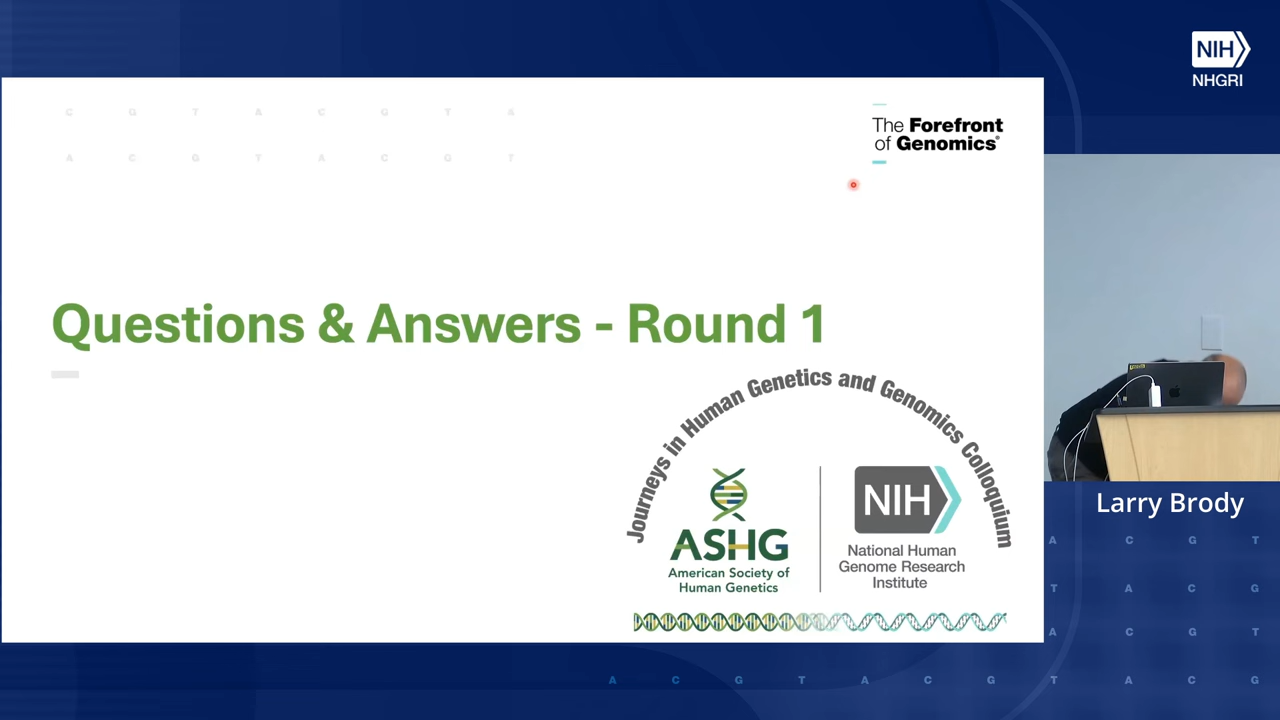 NIH
NHGRI
C G T A C G T A
A C G T A C G T
The Forefront
of Genomics®
Questions & Answers - Round 1
Journeys in Human Genetics and Genomics Colloquium
ASHG
American Society of
Human Genetics
NIH
National Human
Genome Research
Institute
Larry Brody
A C G T
T A C G
A C G T
A C G T A C G T A C G